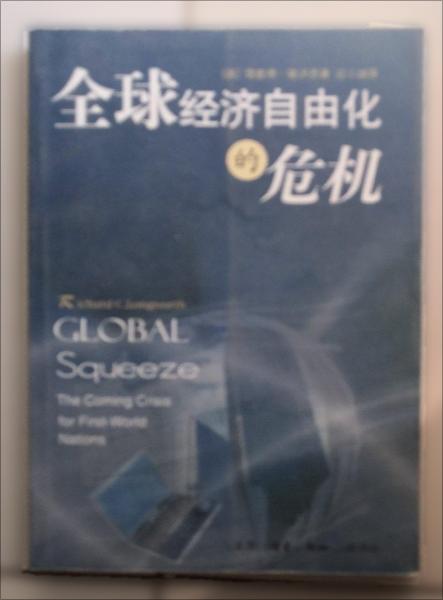 全球经济自由化
的
危机
GLOBAL
Squeeze
The Coming Crisis
for First-World
Nations